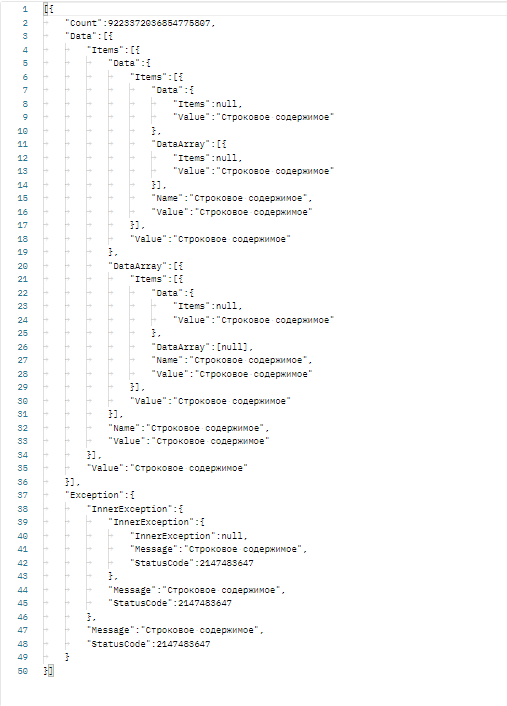 1 [{
2 "Count":9223372036854775807,
3 "Data":[{
4 "Items":[{
5 "Data":{
6 "Items":[{
7 "Data":{
8 "Items":null,
9 "Value":"Строковое содержимое"
10 },
11 "DataArray":[{
12 "Items":null,
13 "Value":"Строковое содержимое"
14 }],
15 "Name":"Строковое содержимое",
16 "Value":"Строковое содержимое"
17 }],
18 "Value":"Строковое содержимое"
19 },
20 "DataArray":[{
21 "Items":[{
22 "Data":{
23 "Items":null,
24 "Value":"Строковое содержимое"
25 },
26 "DataArray":[null],
27 "Name":"Строковое содержимое",
28 "Value":"Строковое содержимое"
29 }],
30 "Value":"Строковое содержимое"
31 }],
32 "Name":"Строковое содержимое",
33 "Value":"Строковое содержимое"
34 }],
35 "Value":"Строковое содержимое"
36 }],
37 "Exception":{
38 "InnerException":{
39 "InnerException":{
40 "InnerException":null,
41 "Message":"Строковое содержимое",
42 "StatusCode":2147483647
43 },
44 "Message":"Строковое содержимое",
45 "StatusCode":2147483647
46 },
47 "Message":"Строковое содержимое",
48 "StatusCode":2147483647
49 }
50 }]